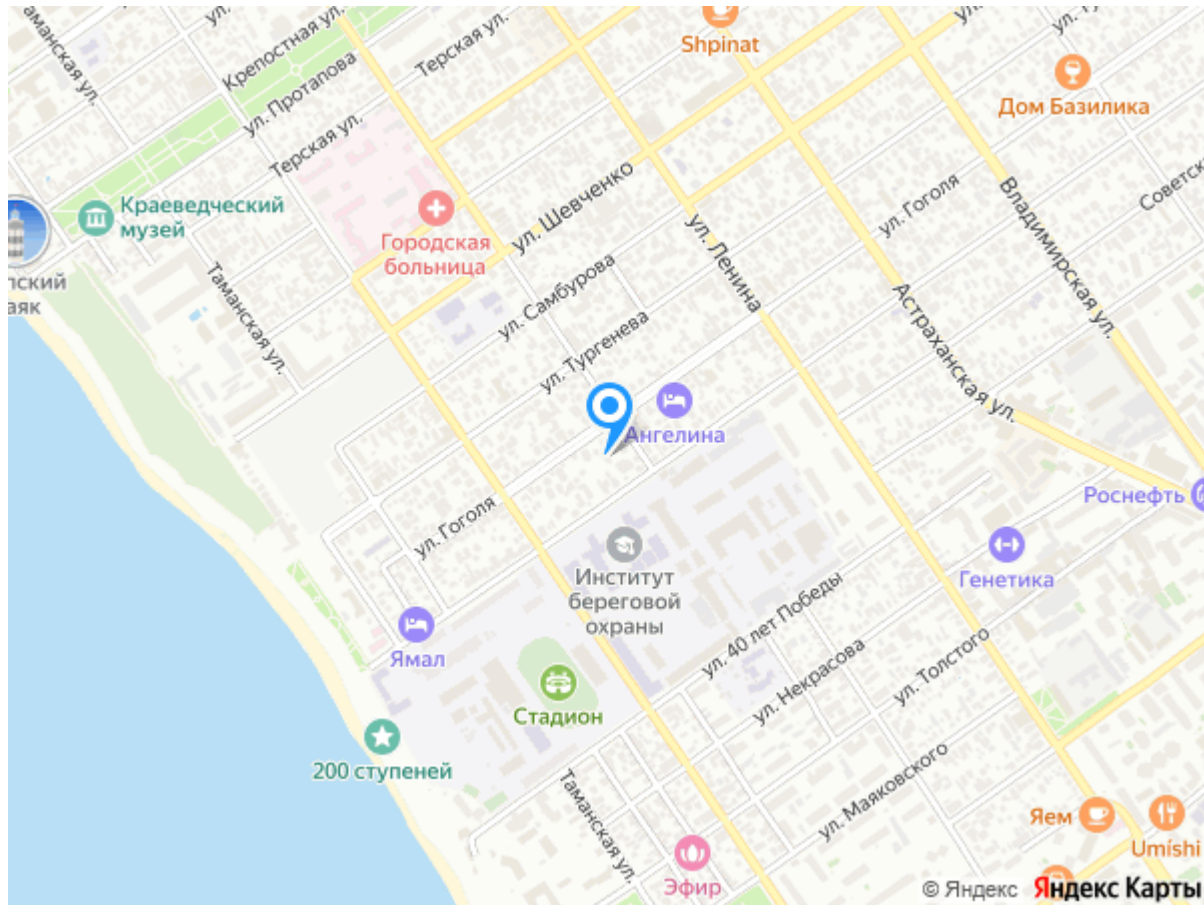 Таманская ул.
Крепостная ул.
ул. Протапова
Терская ул.
ул.
Shpinat
Дом Базилика
Терская ул.
Краеведческий
музей
Городская
больница
ул. Шевченко
ул. Ленина
ул. Гоголя
Владимирская ул.
Таманская ул.
ул. Самбурова
ул. Тургенева
Астраханская ул.
Ангелина
ул. Гоголя
Роснефть
Институт
береговой
охраны
Генетика
Ямал
ул. 40 лет Победы
ул. Некрасова
ул. Толстого
Стадион
200 ступеней
Таманская ул.
ул. Маяковского
Яем
Umishi
Эфир
© Яндекс Яндекс Карты